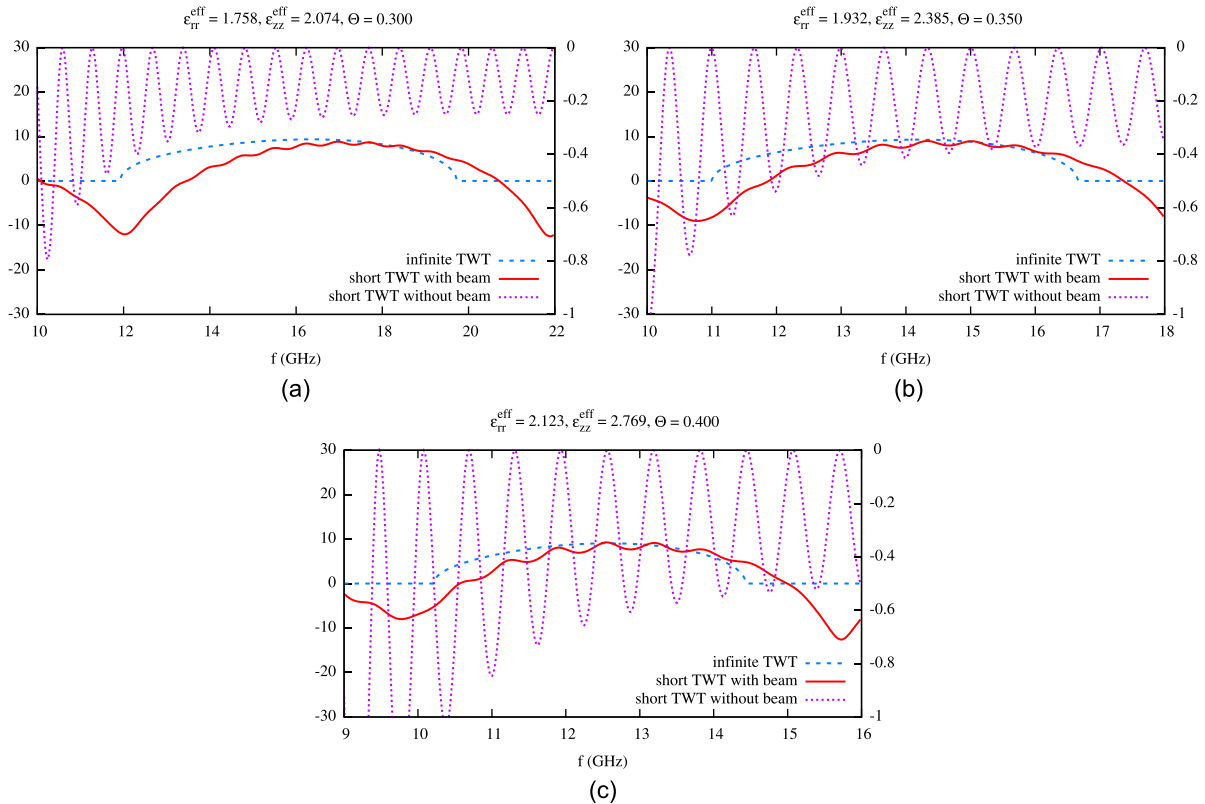 ε_rr^eff = 1.758, ε_zz^eff = 2.074, Θ = 0.300
30
20
10
0
-10
-20
-30
0
-0.2
-0.4
-0.6
-0.8
-1
infinite TWT
short TWT with beam
short TWT without beam
10 12 14 16 18 20 22
f (GHz)
(a)
ε_rr^eff = 1.932, ε_zz^eff = 2.385, Θ = 0.350
30
20
10
0
-10
-20
-30
0
-0.2
-0.4
-0.6
-0.8
-1
infinite TWT
short TWT with beam
short TWT without beam
10 11 12 13 14 15 16 17 18
f (GHz)
(b)
ε_rr^eff = 2.123, ε_zz^eff = 2.769, Θ = 0.400
30
20
10
0
-10
-20
-30
0
-0.2
-0.4
-0.6
-0.8
-1
infinite TWT
short TWT with beam
short TWT without beam
9 10 11 12 13 14 15 16
f (GHz)
(c)